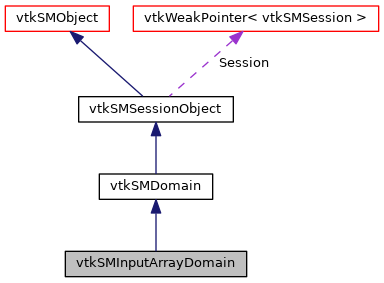 vtkSMObject
vtkWeakPointer< vtkSMSession >
Session
vtkSMSessionObject
vtkSMDomain
vtkSMInputArrayDomain